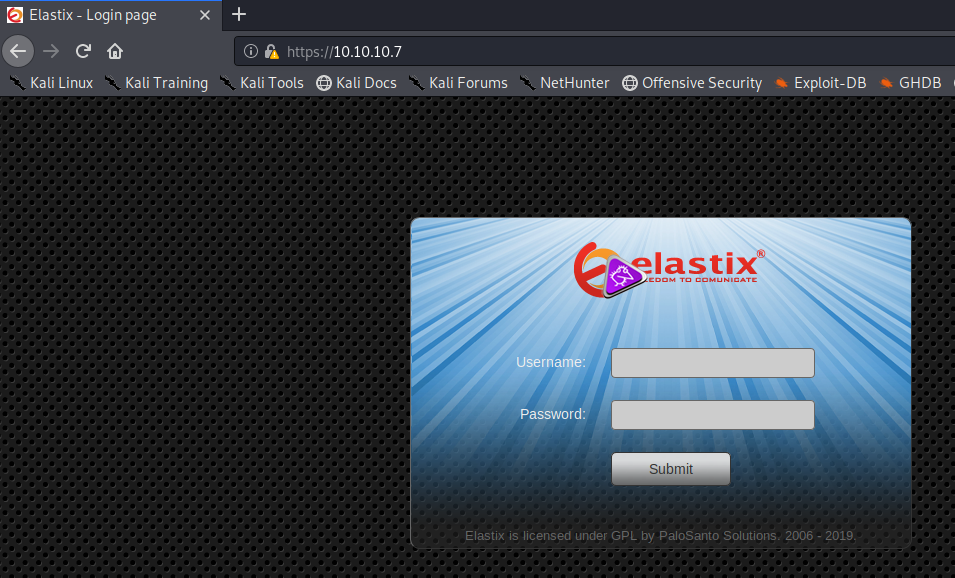 Elastix - Login page
https://10.10.10.7
Kali Linux Kali Training Kali Tools Kali Docs Kali Forums NetHunter Offensive Security Exploit-DB GHDB
elastix®
EEDOM TO COMUNICATE
Username:
Password:
Submit
Elastix is licensed under GPL by PaloSanto Solutions. 2006 - 2019.